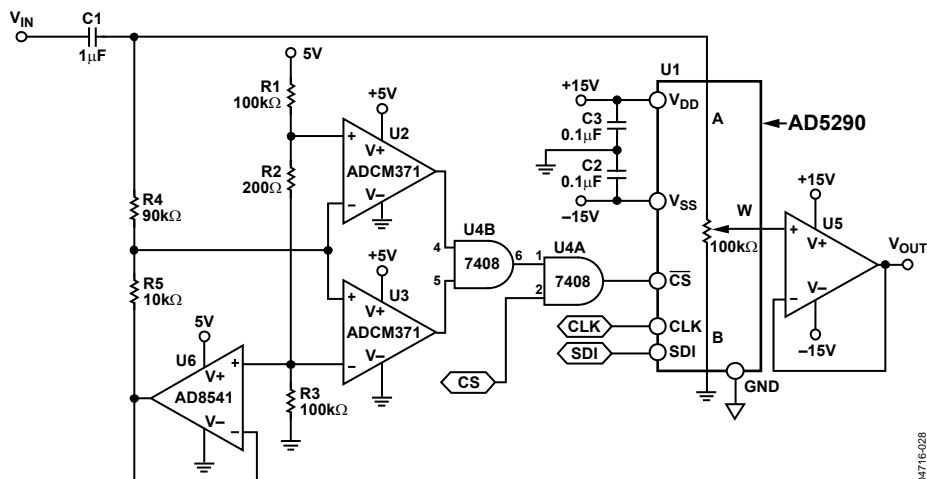 VIN
C1
1µF
5V
R1
100kΩ
R2
200Ω
+5V
U2
+
V+
ADCM371
V–
–
R4
90kΩ
R5
10kΩ
+5V
U3
+
V+
ADCM371
V–
–
5V
U6
V+
+
AD8541
V–
–
R3
100kΩ
U4B
4
5
7408
6
U4A
1
2
7408
CS
CLK
SDI
+15V
C3
0.1µF
C2
0.1µF
–15V
U1
VDD
VSS
CS
CLK
SDI
A
W
100kΩ
B
GND
AD5290
+15V
U5
+
V+
V–
–
–15V
VOUT
04716-028